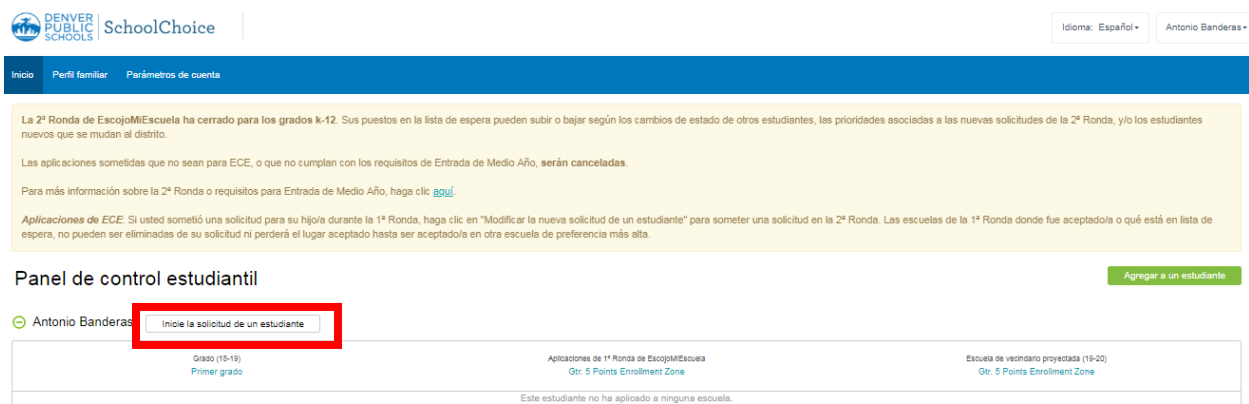 DENVER PUBLIC SCHOOLS SchoolChoice
Idioma: Español
Antonio Banderas
Inicio Perfil familiar Parámetros de cuenta
La 2ª Ronda de EscojoMiEscuela ha cerrado para los grados k-12. Sus puestos en la lista de espera pueden subir o bajar según los cambios de estado de otros estudiantes, las prioridades asociadas a las nuevas solicitudes de la 2ª Ronda, y/o los estudiantes
nuevos que se mudan al distrito.
Las aplicaciones sometidas que no sean para ECE, o que no cumplan con los requisitos de Entrada de Medio Año, serán canceladas.
Para más información sobre la 2ª Ronda o requisitos para Entrada de Medio Año, haga clic aquí.
Aplicaciones de ECE: Si usted sometió una solicitud para su hijo/a durante la 1ª Ronda, haga clic en "Modificar la nueva solicitud de un estudiante" para someter una solicitud en la 2ª Ronda. Las escuelas de la 1ª Ronda donde fue aceptado/a o qué está en lista de
espera, no pueden ser eliminadas de su solicitud ni perderá el lugar aceptado hasta ser aceptado/a en otra escuela de preferencia más alta.
Panel de control estudiantil
Agregar a un estudiante
Antonio Banderas
Inicie la solicitud de un estudiante
Grado (18-19) Aplicaciones de 1ª Ronda de EscojoMiEscuela Escuela de vecindario proyectada (19-20)
Primer grado Gtr. 5 Points Enrollment Zone Gtr. 5 Points Enrollment Zone
Este estudiante no ha aplicado a ninguna escuela.